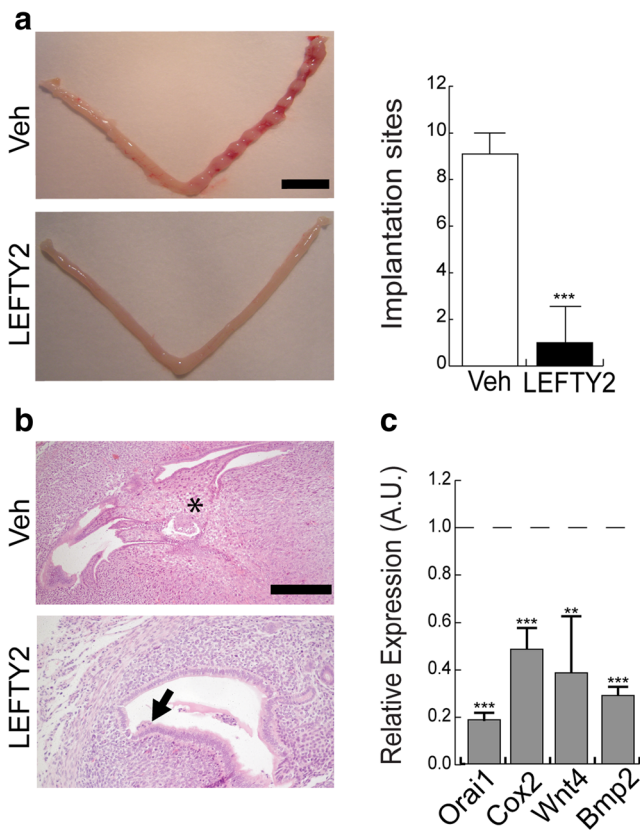 a
Veh
LEFTY2
Implantation sites
12
10
8
6
4
2
0
***
Veh
LEFTY2
b
Veh
*
LEFTY2
c
Relative Expression (A.U.)
1.2
1.0
0.8
0.6
0.4
0.2
0
***
***
**
***
Orai1
Cox2
Wnt4
Bmp2